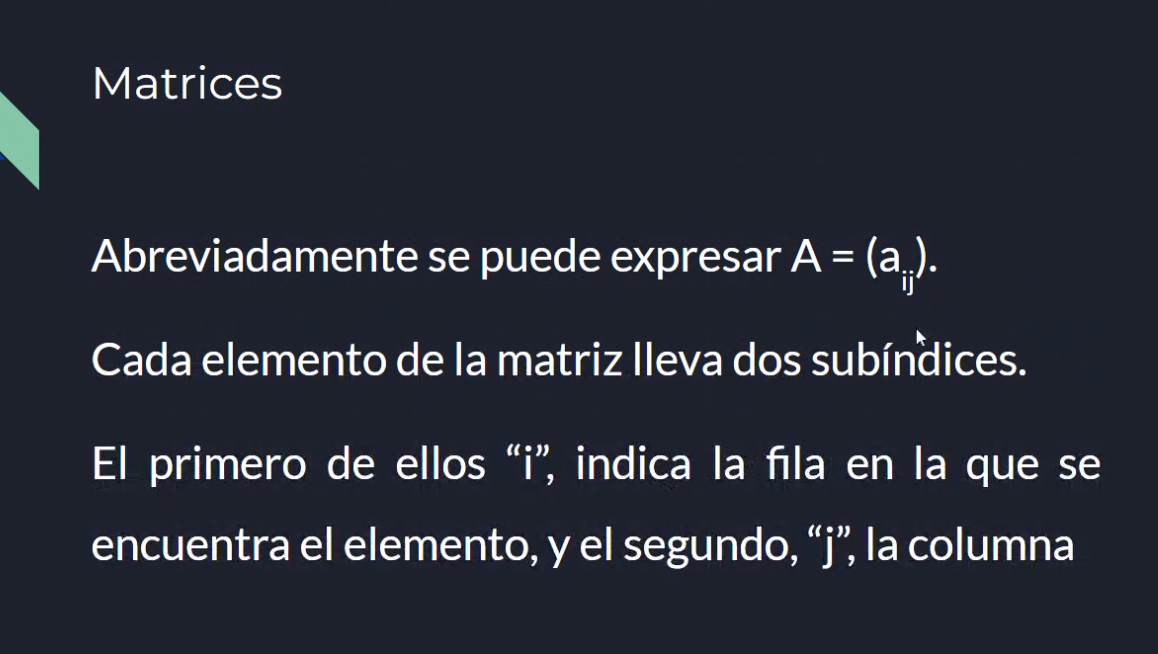 Matrices
Abreviadamente se puede expresar A = (aij).
Cada elemento de la matriz lleva dos subíndices.
El primero de ellos “i”, indica la fila en la que se
encuentra el elemento, y el segundo, “j”, la columna